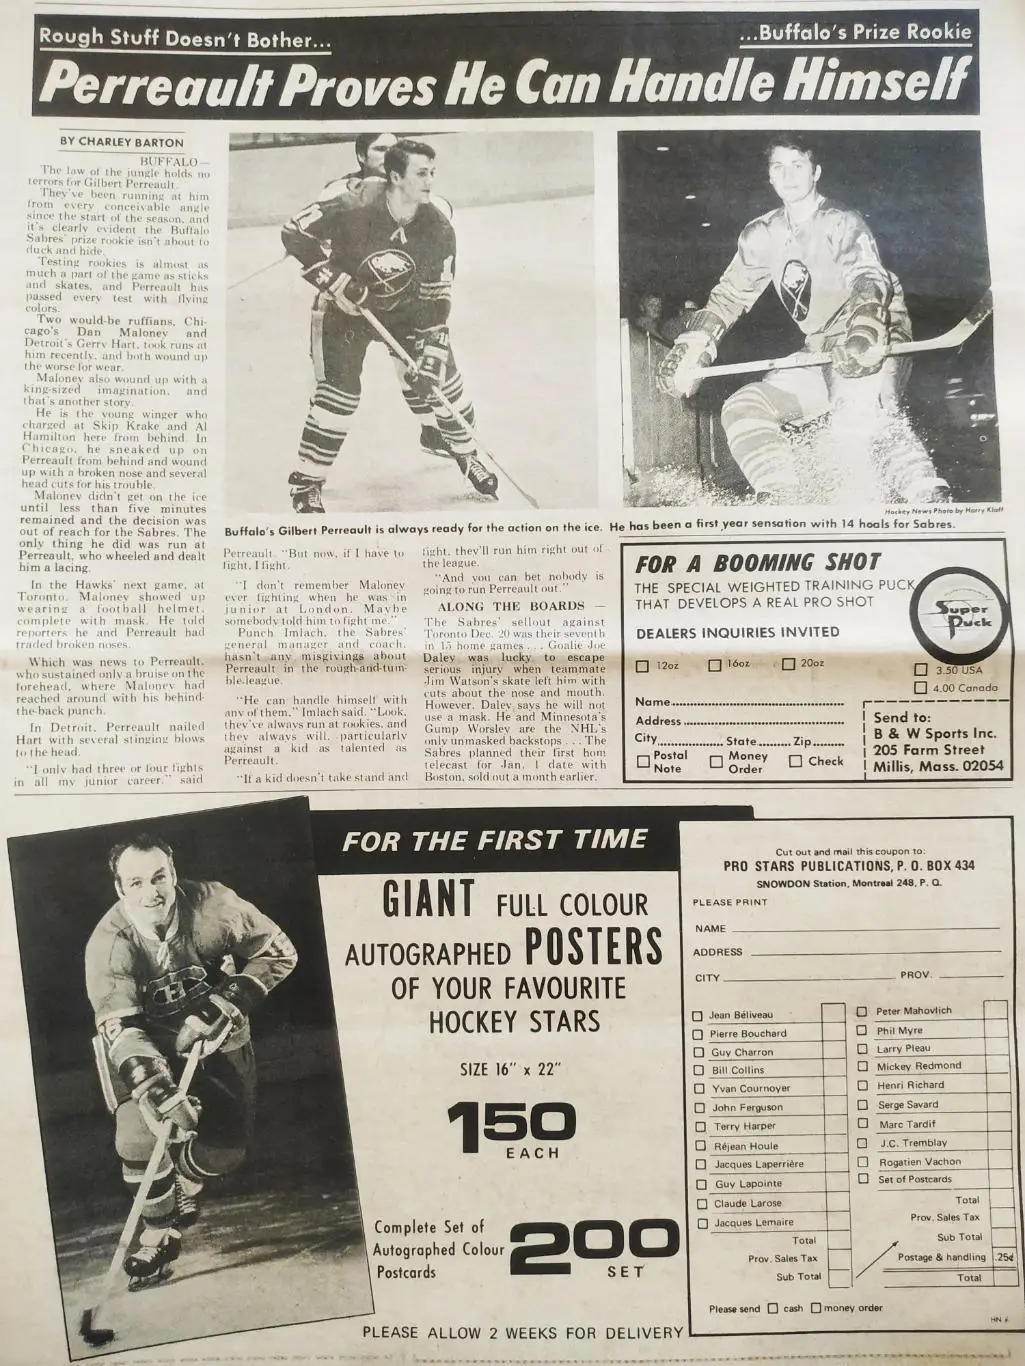 Rough Stuff Doesn't Bother...
...Buffalo's Prize Rookie
Perreault Proves He Can Handle Himself
BY CHARLEY BARTON
BUFFALO—
The law of the jungle holds no
terrors for Gilbert Perreault.
They've been running at him
from every conceivable angle
since the start of the season, and
it's clearly evident the Buffalo
Sabres' prize rookie isn't about to
duck and hide.
Testing rookies is almost as
much a part of the game as sticks
and skates, and Perreault has
passed every test with flying
colors.
Two would-be ruffians, Chi-
cago's Dan Maloney and
Detroit's Gerry Hart, took runs at
him recently, and both wound up
the worse for wear.
Maloney also wound up with a
king-sized imagination, and
that's another story.
He is the young winger who
charged at Skip Krake and Al
Hamilton here from behind. In
Chicago, he sneaked up on
Perreault from behind and wound
up with a broken nose and several
head cuts for his trouble.
Maloney didn't get on the ice
until less than five minutes
remained and the decision was
out of reach for the Sabres. The
only thing he did was run at
Perreault, who wheeled and dealt
him a lacing.
In the Hawks' next game, at
Toronto, Maloney showed up
wearing a football helmet,
complete with mask. He told
reporters he and Perreault had
traded broken noses.
Which was news to Perreault,
who sustained only a bruise on the
forehead, where Maloney had
reached around with his behind-
the-back punch.
In Detroit, Perreault nailed
Hart with several stinging blows
to the head.
"I only had three or four fights
in all my junior career," said
Hockey News Photo by Harry Klaff
Buffalo's Gilbert Perreault is always ready for the action on the ice. He has been a first year sensation with 14 hoals for Sabres.
Perreault. "But now, if I have to
fight, I fight.
"I don't remember Maloney
ever fighting when he was in
junior at London. Maybe
somebody told him to fight me."
Punch Imlach, the Sabres'
general manager and coach,
hasn't any misgivings about
Perreault in the rough-and-tum-
ble-league.
"He can handle himself with
any of them," Imlach said. "Look,
they've always run at rookies, and
they always will, particularly
against a kid as talented as
Perreault.
"If a kid doesn't take stand and
fight, they'll run him right out of
the league.
"And you can bet nobody is
going to run Perreault out."
ALONG THE BOARDS —
The Sabres' sellout against
Toronto Dec. 20 was their seventh
in 15 home games . . . Goalie Joe
Daley was lucky to escape
serious injury when teammate
Jim Watson's skate left him with
cuts about the nose and mouth.
However, Daley says he will not
use a mask. He and Minnesota's
Gump Worsley are the NHL's
only unmasked backstops . . . The
Sabres planned their first hom
telecast for Jan. 1 date with
Boston, sold out a month earlier.
FOR A BOOMING SHOT
THE SPECIAL WEIGHTED TRAINING PUCK
THAT DEVELOPS A REAL PRO SHOT
Super
Puck
DEALERS INQUIRIES INVITED
12oz 16oz 20oz
3.50 USA
4.00 Canada
Name
Address
City State Zip
Postal Note Money Order Check
Send to:
B & W Sports Inc.
205 Farm Street
Millis, Mass. 02054
FOR THE FIRST TIME
GIANT FULL COLOUR
AUTOGRAPHED POSTERS
OF YOUR FAVOURITE
HOCKEY STARS
SIZE 16" x 22"
150
EACH
Complete Set of
Autographed Colour
Postcards
200
SET
PLEASE ALLOW 2 WEEKS FOR DELIVERY
Cut out and mail this coupon to:
PRO STARS PUBLICATIONS, P. O. BOX 434
SNOWDON Station, Montreal 248, P. Q.
PLEASE PRINT
NAME
ADDRESS
CITY PROV.
Jean Béliveau
Pierre Bouchard
Guy Charron
Bill Collins
Yvan Cournoyer
John Ferguson
Terry Harper
Réjean Houle
Jacques Laperrière
Guy Lapointe
Claude Larose
Jacques Lemaire
Total
Prov. Sales Tax
Sub Total
Peter Mahovlich
Phil Myre
Larry Pleau
Mickey Redmond
Henri Richard
Serge Savard
Marc Tardif
J.C. Tremblay
Rogatien Vachon
Set of Postcards
Total
Prov. Sales Tax
Sub Total
Postage & handling .25¢
Total
Please send cash money order